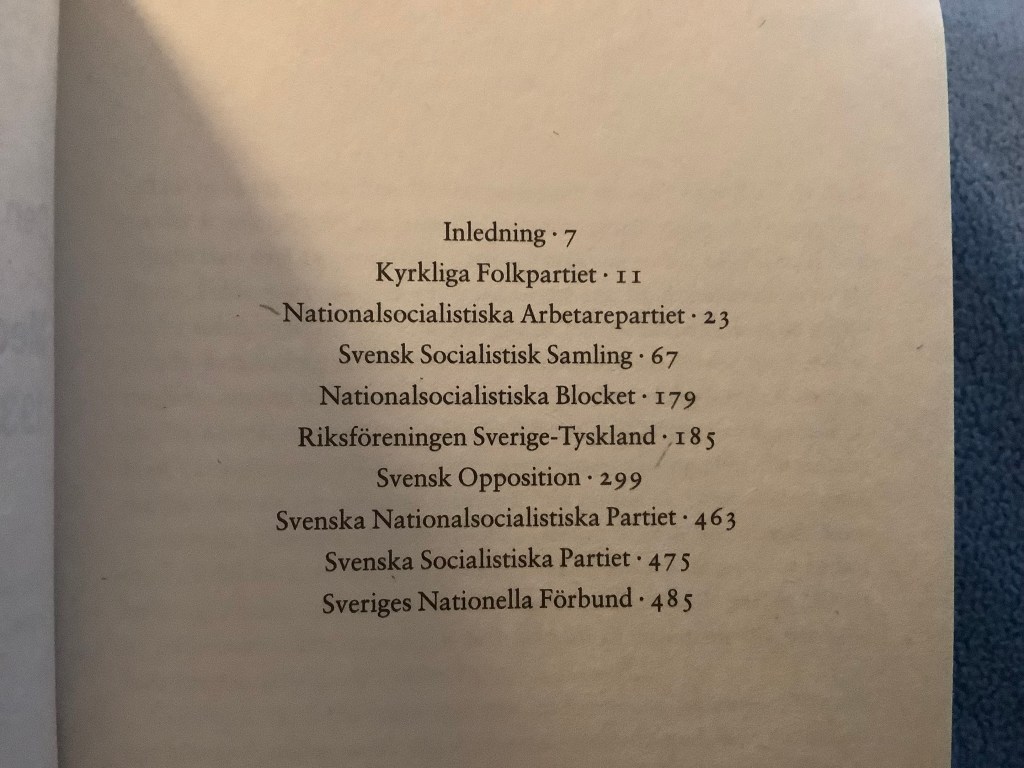 Inledning · 7
Kyrkliga Folkpartiet · 11
Nationalsocialistiska Arbetarepartiet · 23
Svensk Socialistisk Samling · 67
Nationalsocialistiska Blocket · 179
Riksföreningen Sverige-Tyskland · 185
Svensk Opposition · 299
Svenska Nationalsocialistiska Partiet · 463
Svenska Socialistiska Partiet · 475
Sveriges Nationella Förbund · 485